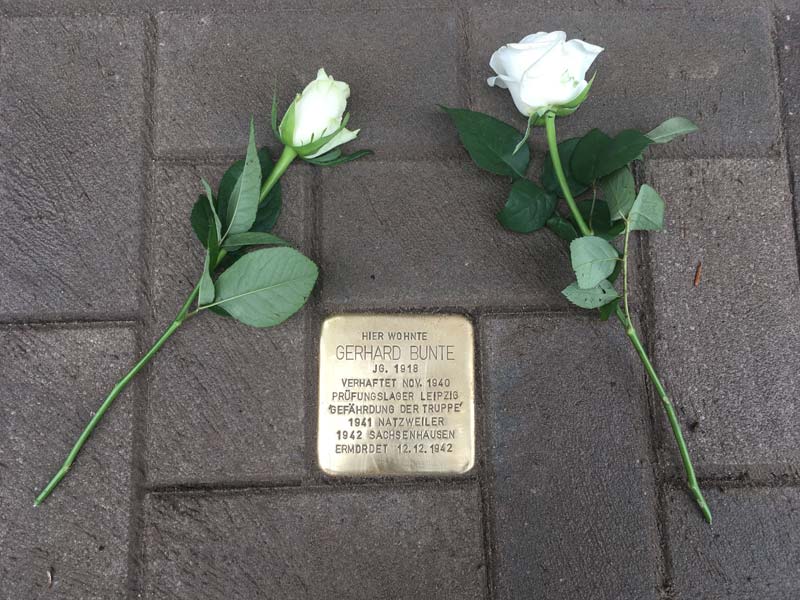 HIER WOHNTE
GERHARD BUNTE
JG. 1918
VERHAFTET NOV. 1940
PRÜFUNGSLAGER LEIPZIG
'GEFÄHRDUNG DER TRUPPE'
1941 NATZWEILER
1942 SACHSENHAUSEN
ERMORDET 12.12.1942